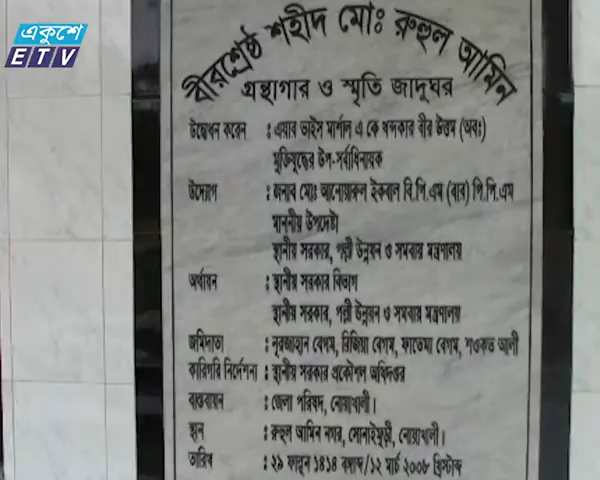 একুশে
ETV
বীরশ্রেষ্ঠ শহীদ মোঃ রুহুল আমিন
গ্রন্থাগার ও স্মৃতি জাদুঘর
উদ্বোধন করেন : এয়ার ভাইস মার্শাল এ কে খন্দকার বীর উত্তম (অবঃ)
মুক্তিযুদ্ধের উপ-সর্বাধিনায়ক
উদ্যোগ : জনাব মোঃ আনোয়ারুল ইকবাল বি.পি.এম (বার) পি.পি.এম
মাননীয় উপদেষ্টা
স্থানীয় সরকার, পল্লী উন্নয়ন ও সমবায় মন্ত্রণালয়
অর্থায়ন : স্থানীয় সরকার বিভাগ
স্থানীয় সরকার, পল্লী উন্নয়ন ও সমবায় মন্ত্রণালয়
জমিদাতা : নূরজাহান বেগম, রিজিয়া বেগম, ফাতেমা বেগম, শওকত আলী
কারিগরি নির্দেশনা : স্থানীয় সরকার প্রকৌশল অধিদপ্তর
বাস্তবায়ন : জেলা পরিষদ, নোয়াখালী।
স্থান : রুহুল আমিন নগর, সোনাইমুড়ী, নোয়াখালী।
তারিখ : ২৯ ফাল্গুন ১৪১৪ বঙ্গাব্দ/১২ মার্চ ২০০৮ খ্রিস্টাব্দ